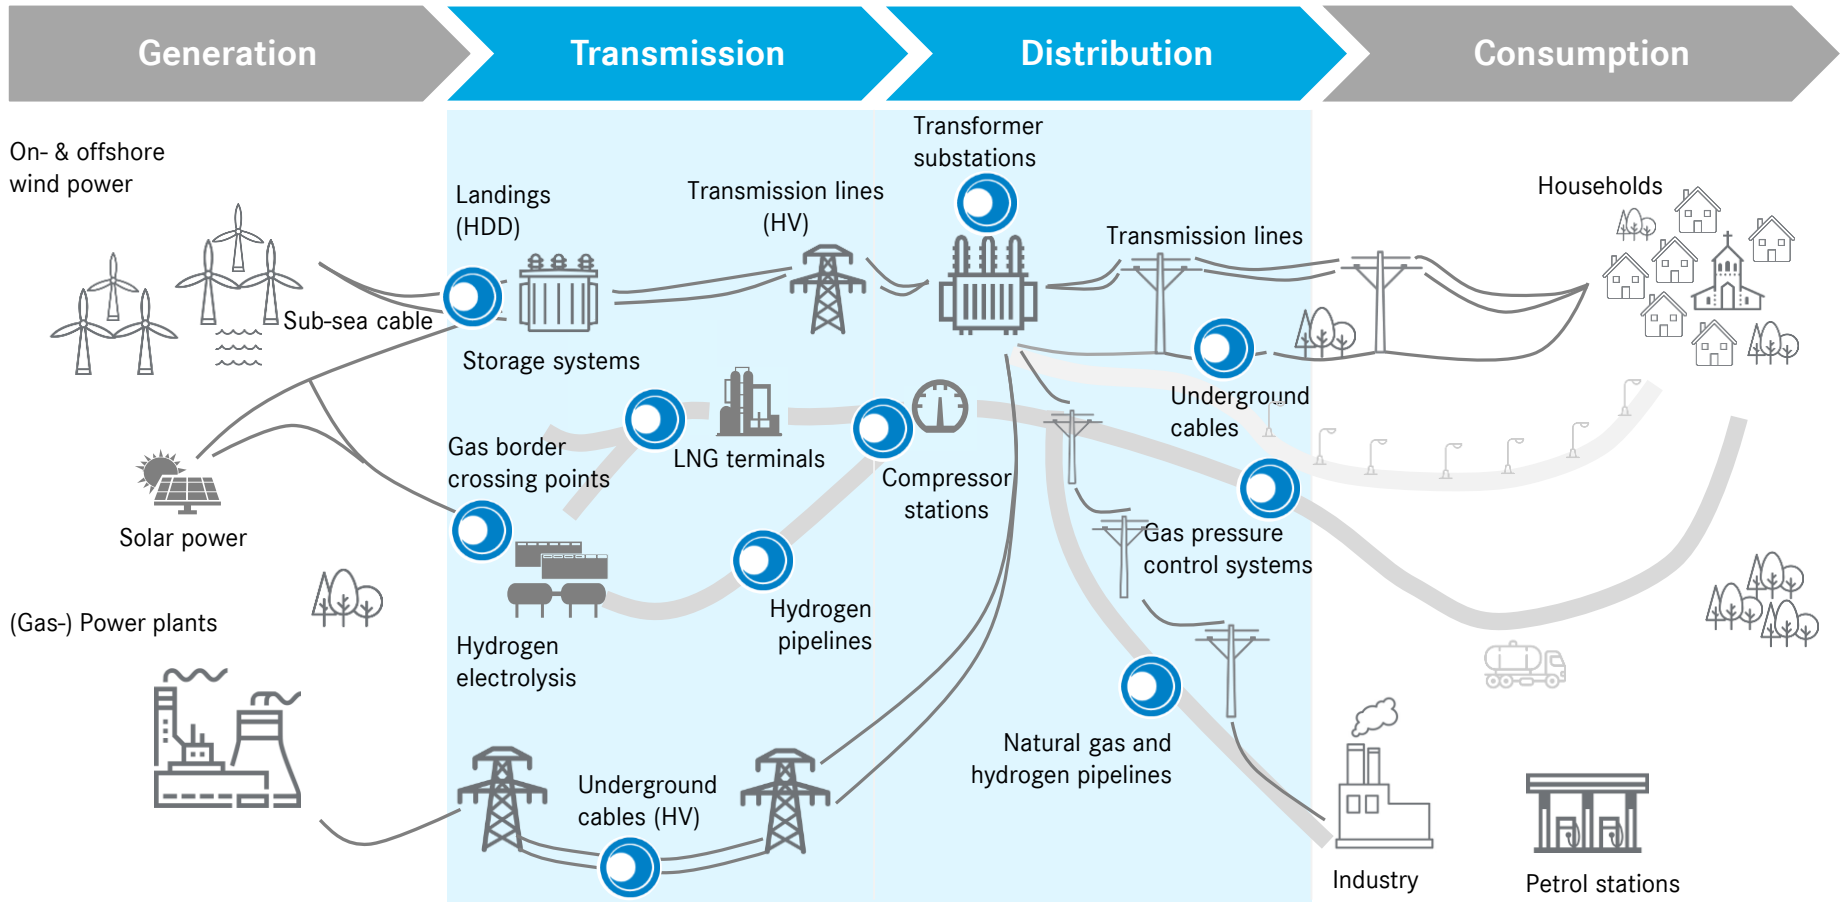 Generation
Transmission
Distribution
Consumption
On- & offshore
wind power
Sub-sea cable
Solar power
(Gas-) Power plants
Landings
(HDD)
Storage systems
Transmission lines
(HV)
Gas border
crossing points
LNG terminals
Hydrogen
electrolysis
Hydrogen
pipelines
Underground
cables (HV)
Transformer
substations
Transmission lines
Underground
cables
Compressor
stations
Gas pressure
control systems
Natural gas and
hydrogen pipelines
Households
Industry
Petrol stations